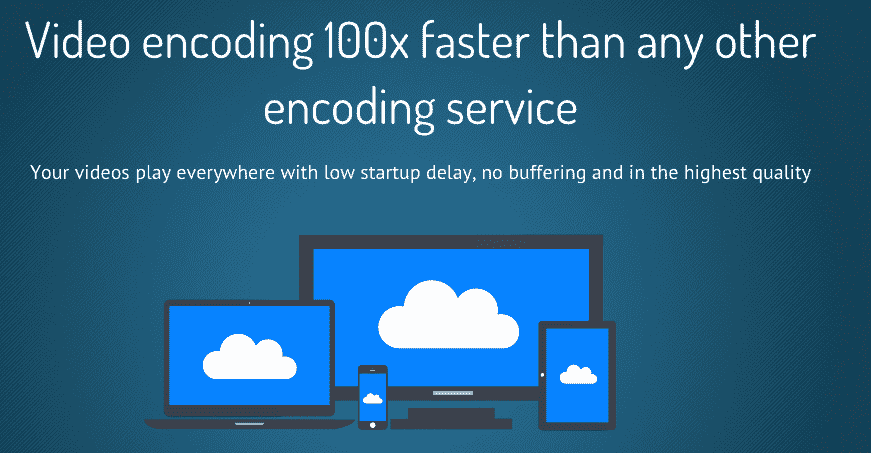 Video encoding 100x faster than any other
encoding service
Your videos play everywhere with low startup delay, no buffering and in the highest quality